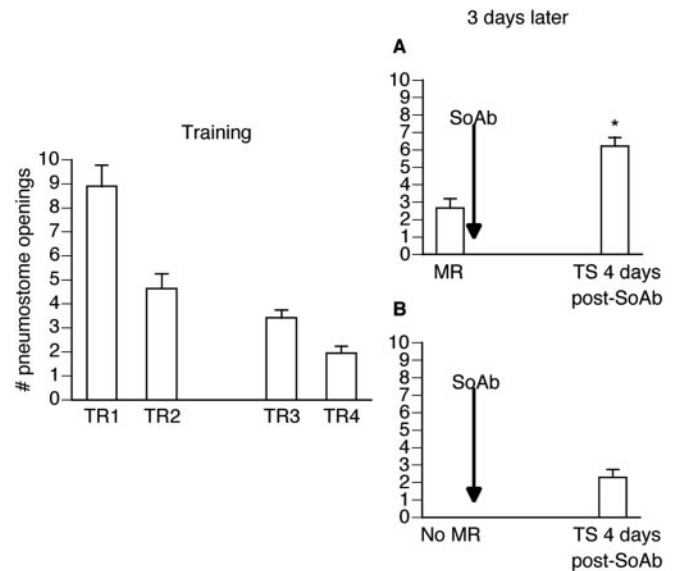 3 days later
Training
# pneumostome openings
10
9
8
7
6
5
4
3
2
1
0
TR1 TR2 TR3 TR4
A
10
9
8
7
6
5
4
3
2
1
0
SoAb
*
MR TS 4 days
post-SoAb
B
10
9
8
7
6
5
4
3
2
1
0
SoAb
No MR TS 4 days
post-SoAb